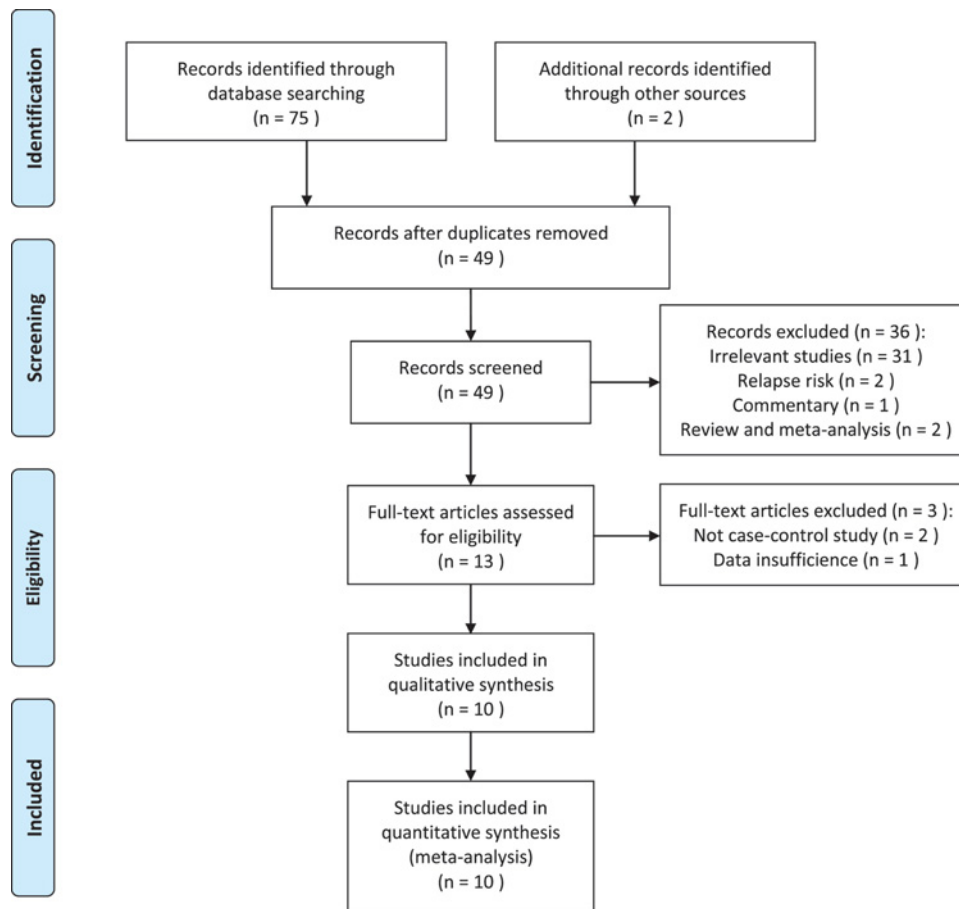 Identification
Records identified through
database searching
(n = 75 )
Additional records identified
through other sources
(n = 2 )
Records after duplicates removed
(n = 49 )
Screening
Records screened
(n = 49 )
Records excluded (n = 36 ):
Irrelevant studies (n = 31 )
Relapse risk (n = 2 )
Commentary (n = 1 )
Review and meta-analysis (n = 2 )
Eligibility
Full-text articles assessed
for eligibility
(n = 13 )
Full-text articles excluded (n = 3 ):
Not case-control study (n = 2 )
Data insufficience (n = 1 )
Studies included in
qualitative synthesis
(n = 10 )
Included
Studies included in
quantitative synthesis
(meta-analysis)
(n = 10 )